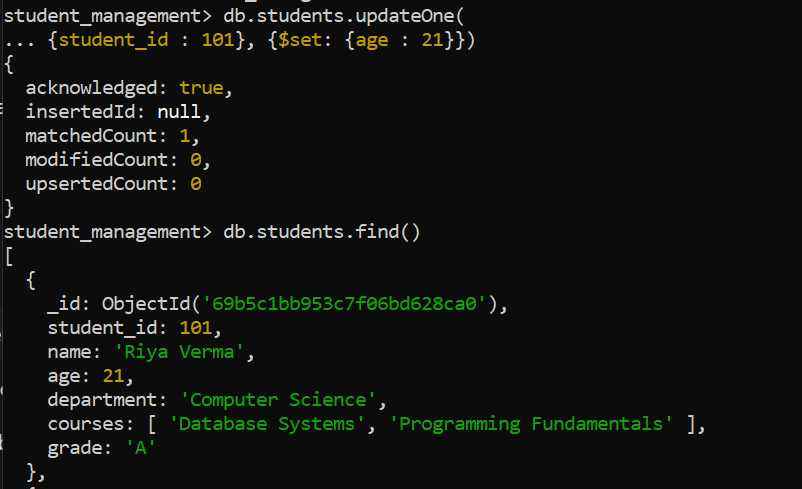 student_management> db.students.updateOne(
... {student_id : 101}, {$set: {age : 21}})
{
  acknowledged: true,
  insertedId: null,
  matchedCount: 1,
  modifiedCount: 0,
  upsertedCount: 0
}
student_management> db.students.find()
[
  {
    _id: ObjectId('69b5c1bb953c7f06bd628ca0'),
    student_id: 101,
    name: 'Riya Verma',
    age: 21,
    department: 'Computer Science',
    courses: [ 'Database Systems', 'Programming Fundamentals' ],
    grade: 'A'
  },